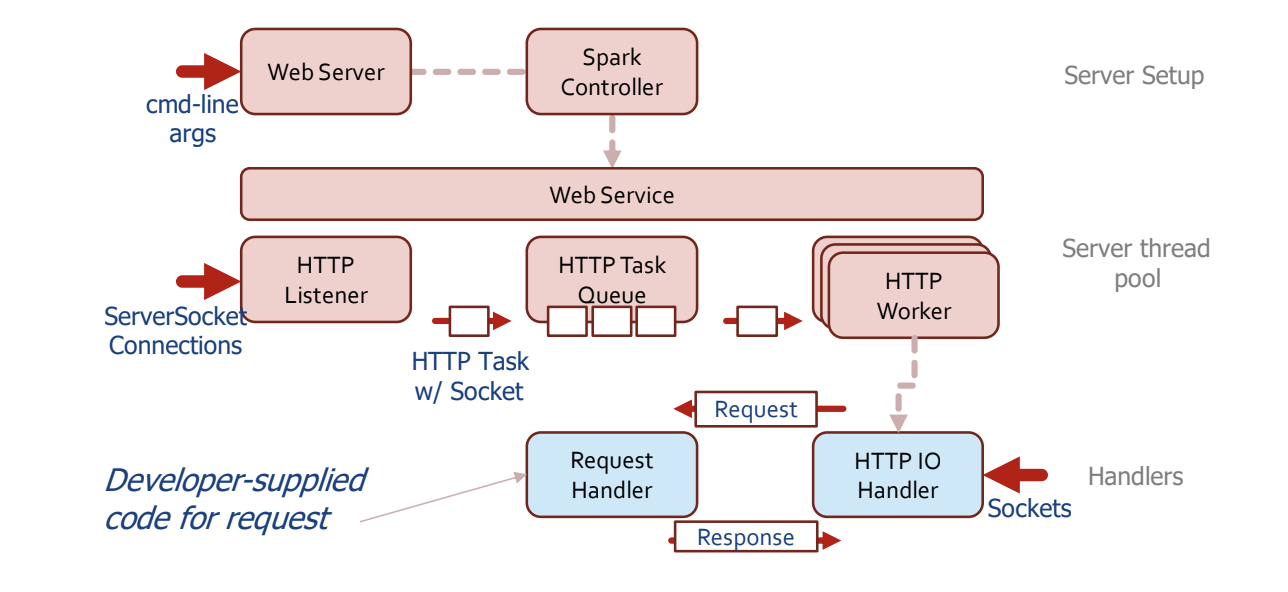 Web Server
Spark
Controller
Server Setup
cmd-line
args
Web Service
HTTP
Listener
HTTP Task
Queue
HTTP
Worker
Server thread
pool
ServerSocket
Connections
HTTP Task
w/ Socket
Request
Developer-supplied
code for request
Request
Handler
HTTP IO
Handler
Handlers
Sockets
Response